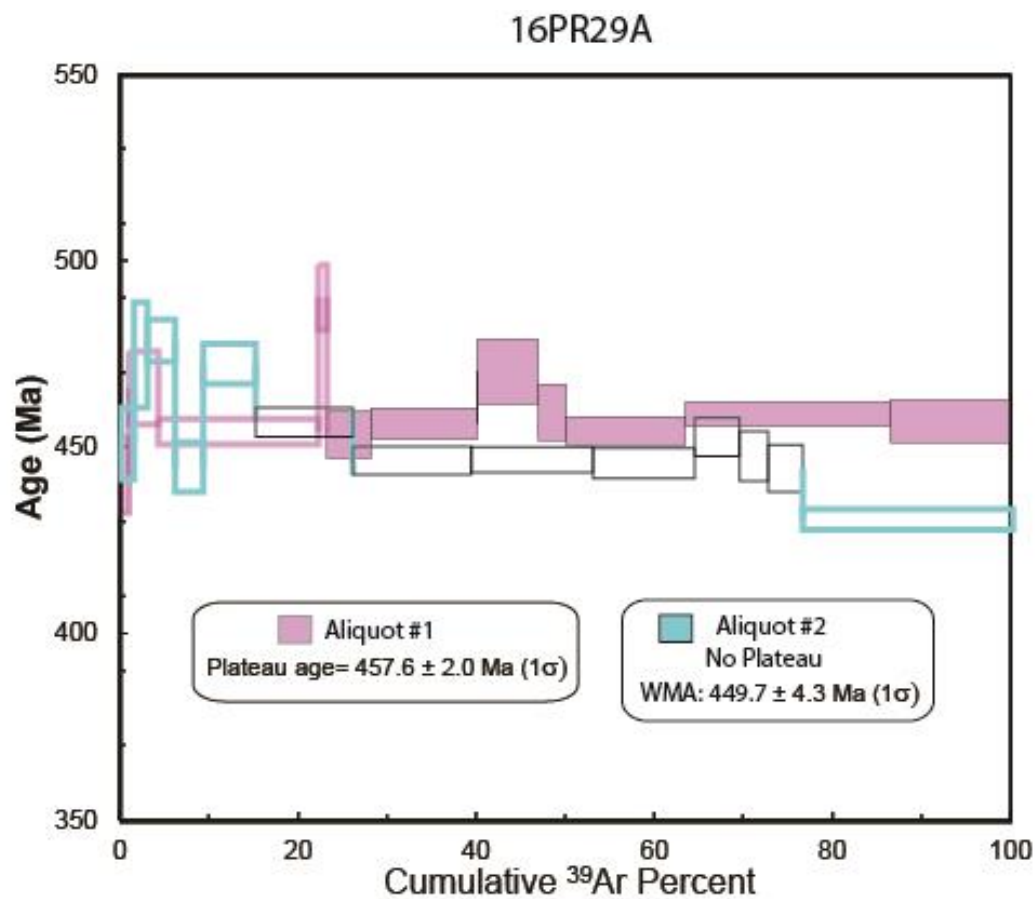 16PR29A
550
500
450
400
350
Age (Ma)
Aliquot #1
Plateau age= 457.6 ± 2.0 Ma (1σ)
Aliquot #2
No Plateau
WMA: 449.7 ± 4.3 Ma (1σ)
0 20 40 60 80 100
Cumulative ³⁹Ar Percent